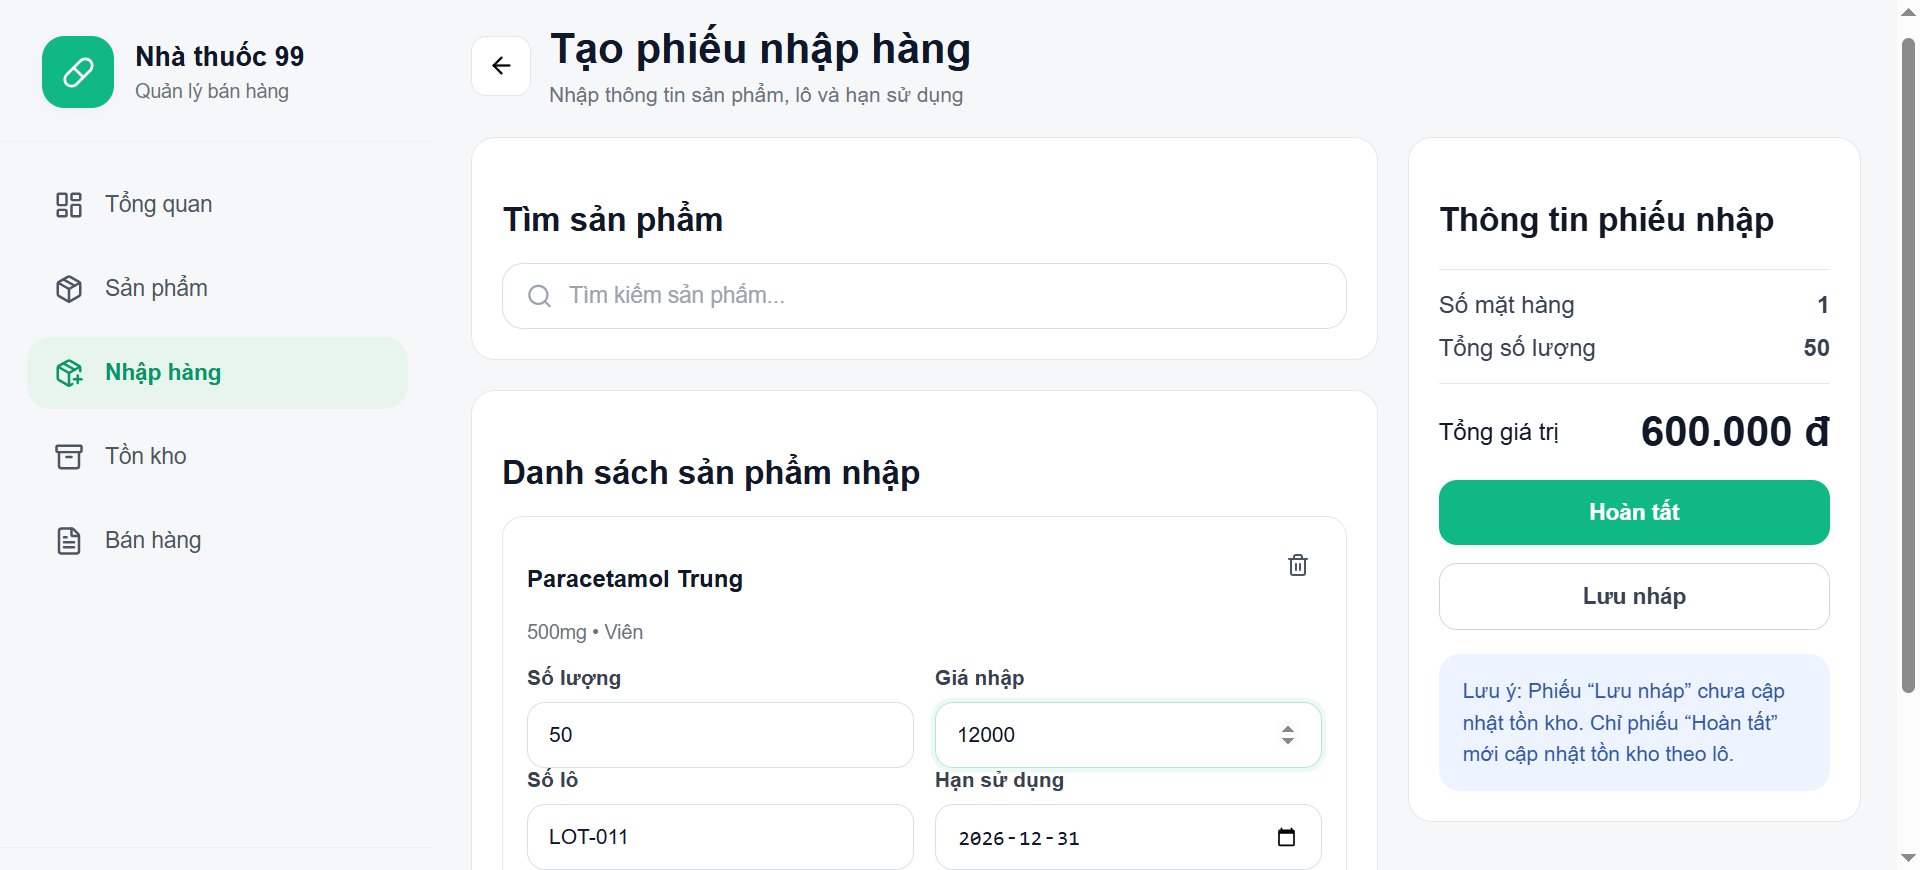 Nhà thuốc 99
Quản lý bán hàng
Tổng quan
Sản phẩm
Nhập hàng
Tồn kho
Bán hàng
Tạo phiếu nhập hàng
Nhập thông tin sản phẩm, lô và hạn sử dụng
Tìm sản phẩm
Tìm kiếm sản phẩm...
Danh sách sản phẩm nhập
Paracetamol Trung
500mg • Viên
Số lượng
Giá nhập
50
12000
Số lô
Hạn sử dụng
LOT-011
2026-12-31
Thông tin phiếu nhập
Số mặt hàng 1
Tổng số lượng 50
Tổng giá trị 600.000 đ
Hoàn tất
Lưu nháp
Lưu ý: Phiếu “Lưu nháp” chưa cập
nhật tồn kho. Chỉ phiếu “Hoàn tất”
mới cập nhật tồn kho theo lô.